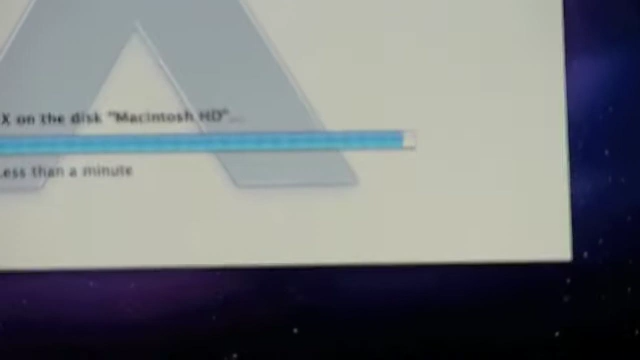 X on the disk "Macintosh HD"...
Less than a minute